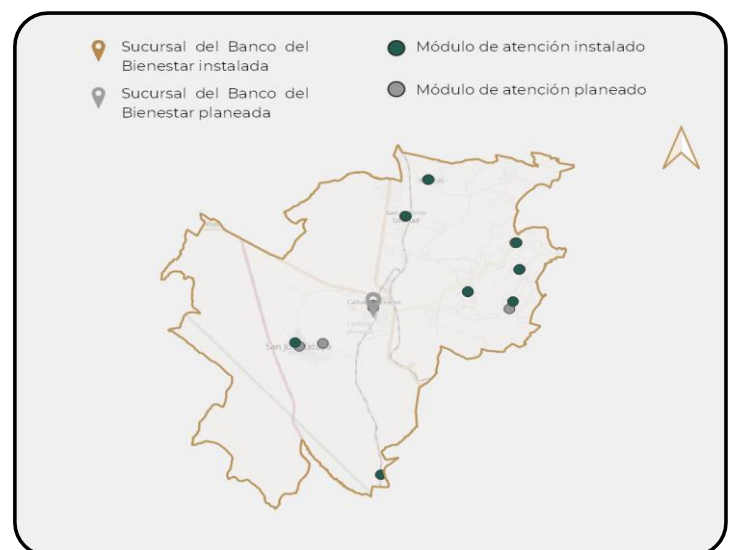 Sucursal del Banco del
Bienestar instalada
Sucursal del Banco del
Bienestar planeada
Módulo de atención instalado
Módulo de atención planeado